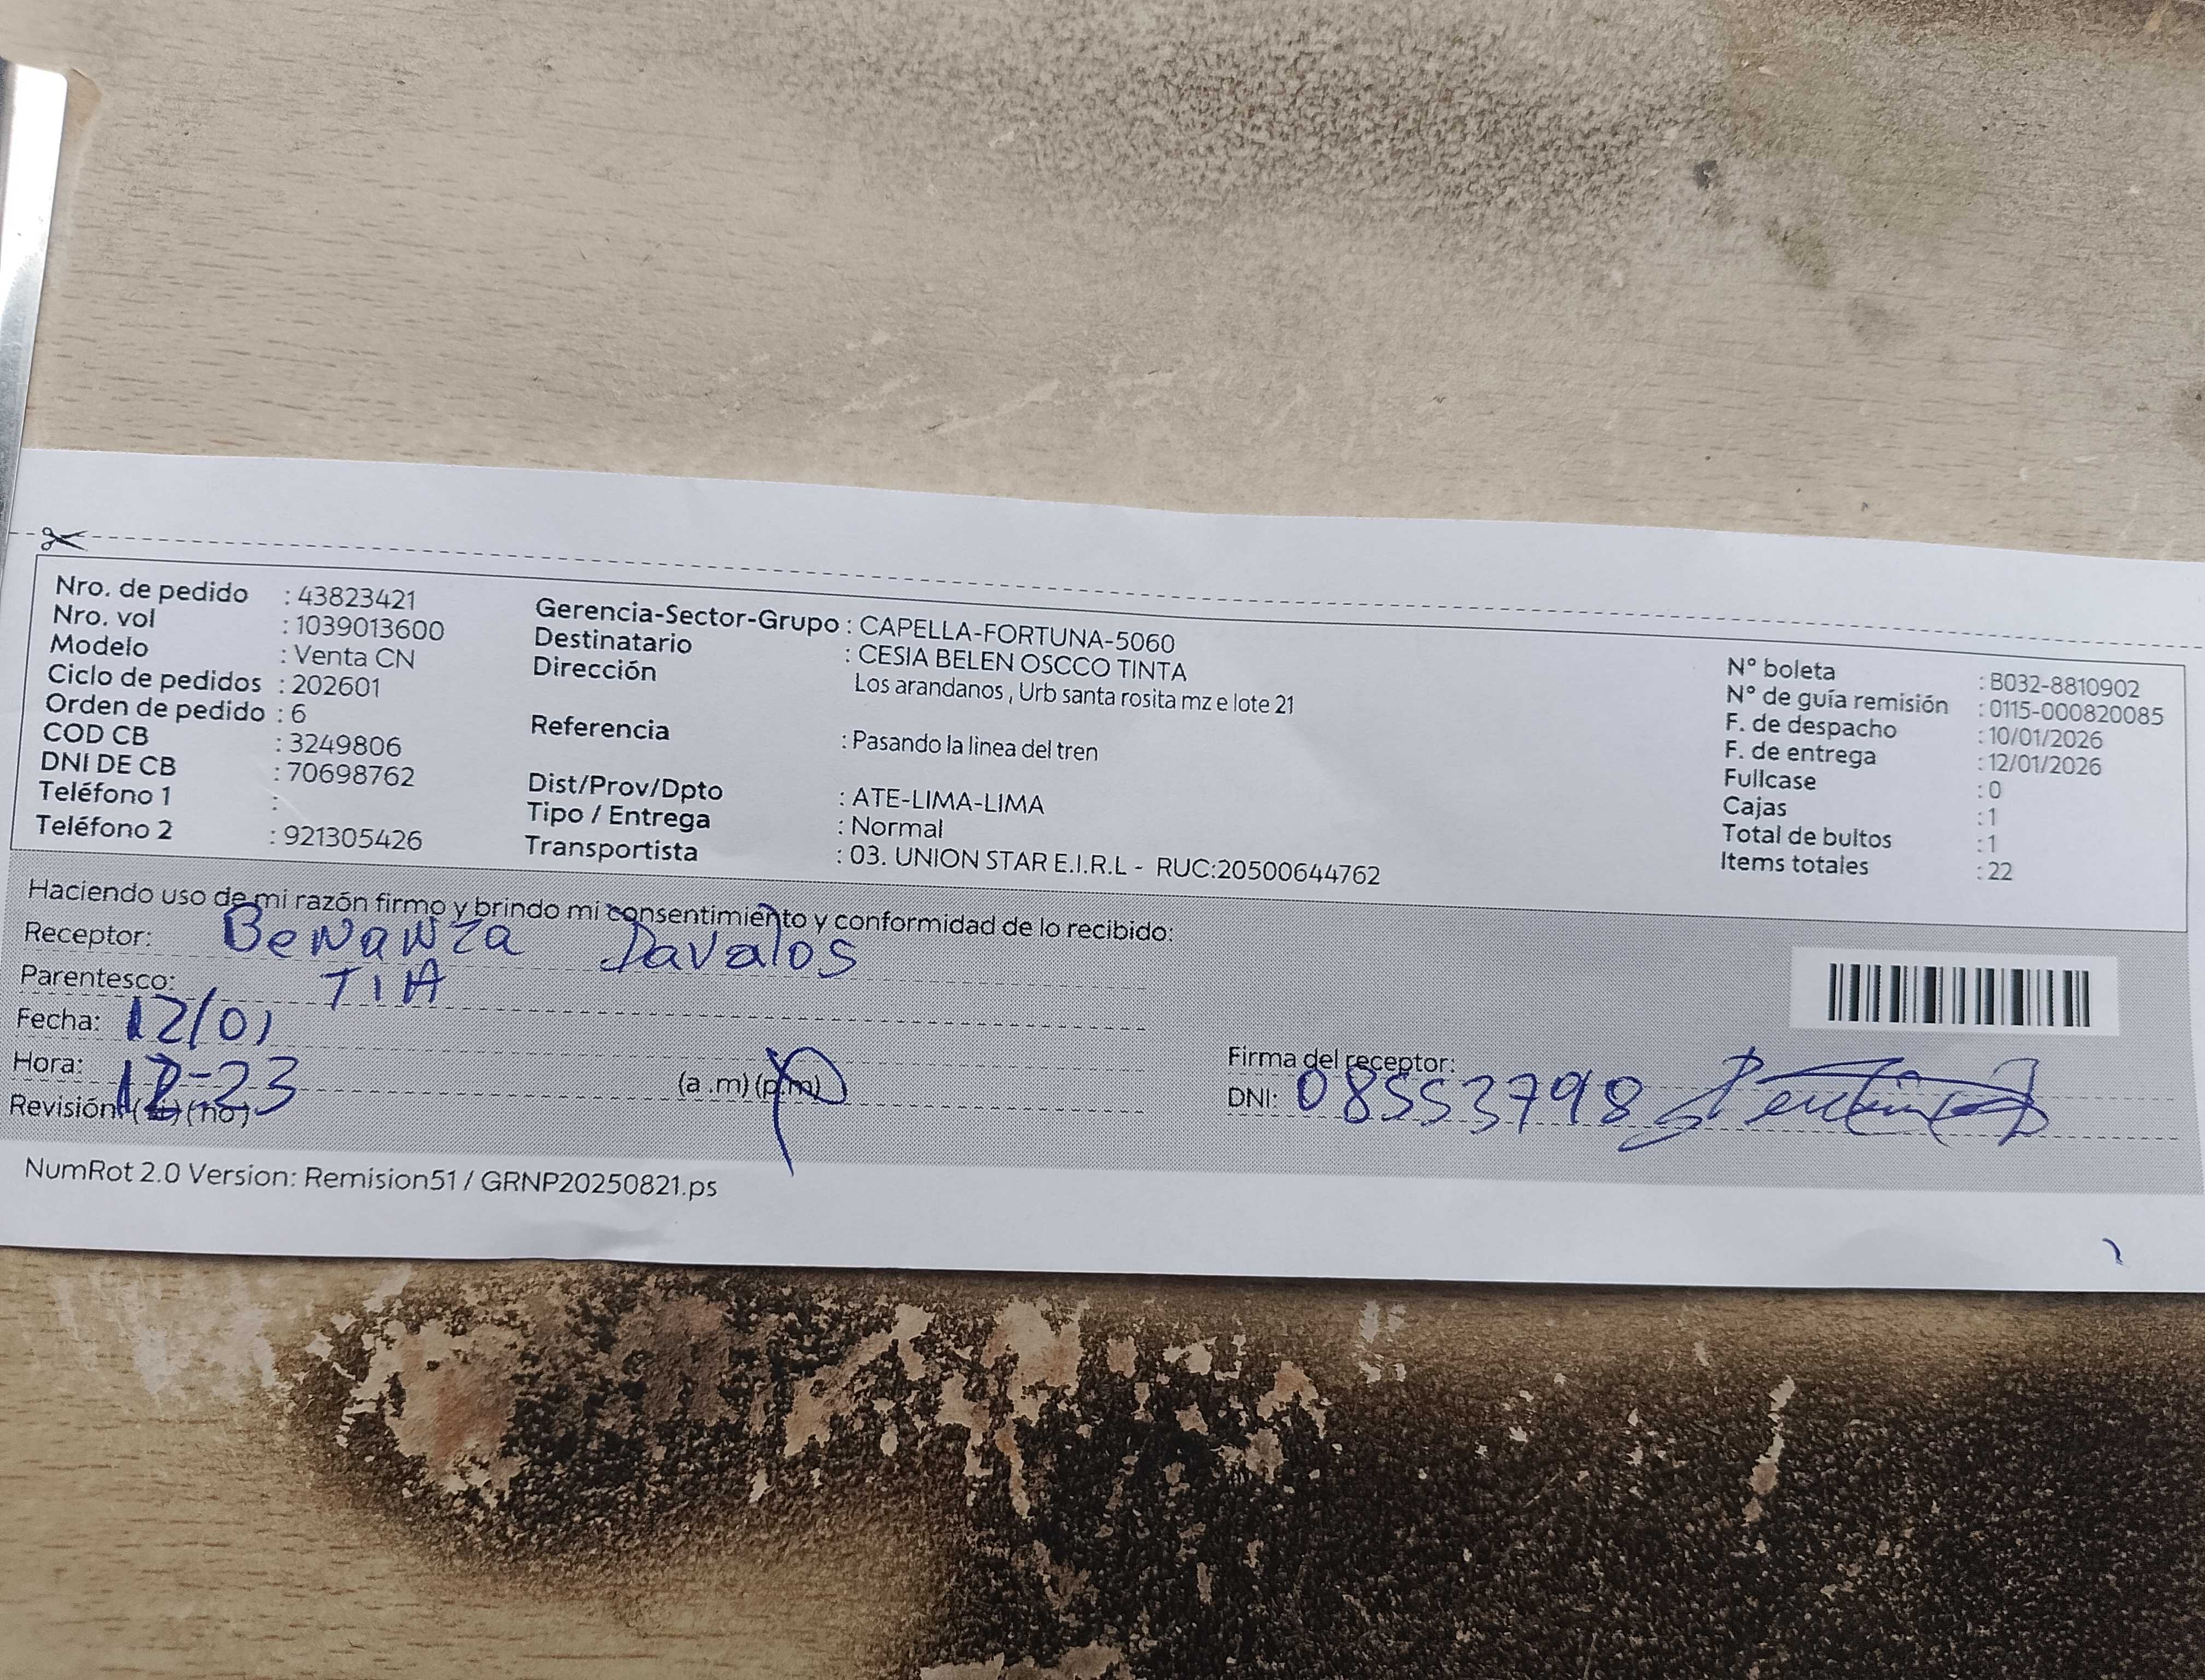 Nro. de pedido : 43823421
Nro. vol : 1039013600
Modelo : Venta CN
Ciclo de pedidos : 202601
Orden de pedido : 6
COD CB : 3249806
DNI DE CB : 70698762
Teléfono 1 :
Teléfono 2 : 921305426
Gerencia-Sector-Grupo : CAPELLA-FORTUNA-5060
Destinatario : CESIA BELEN OSCCO TINTA
Dirección Los arandanos , Urb santa rosita mz e lote 21
Referencia : Pasando la linea del tren
Dist/Prov/Dpto : ATE-LIMA-LIMA
Tipo / Entrega : Normal
Transportista : 03. UNION STAR E.I.R.L - RUC:20500644762
N° boleta : B032-8810902
N° de guía remisión : 0115-000820085
F. de despacho : 10/01/2026
F. de entrega : 12/01/2026
Fullcase : 0
Cajas : 1
Total de bultos : 1
Items totales : 22
Haciendo uso de mi razón firmo y brindo mi consentimiento y conformidad de lo recibido:
Receptor: Benanza Davalos
Parentesco: TIA
Fecha: 12/01
Hora: 12-23 (a .m) (p.m)
Revisión: (si) (no)
Firma del receptor:
DNI: 08553798
NumRot 2.0 Version: Remision51 / GRNP20250821.ps